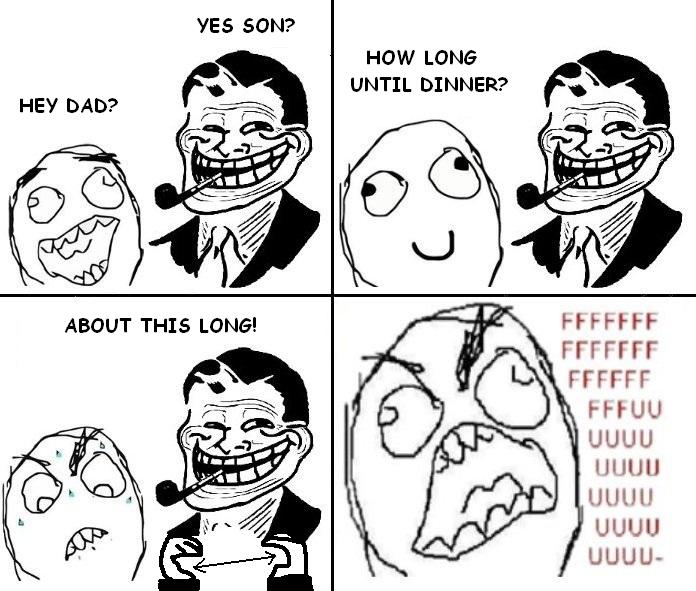 YES SON?
HEY DAD?
HOW LONG
UNTIL DINNER?
ABOUT THIS LONG!
FFFFFFF
FFFFFFF
FFFFFF
FFFUU
UUUU
UUUU
UUUU
UUUU
UUUU-